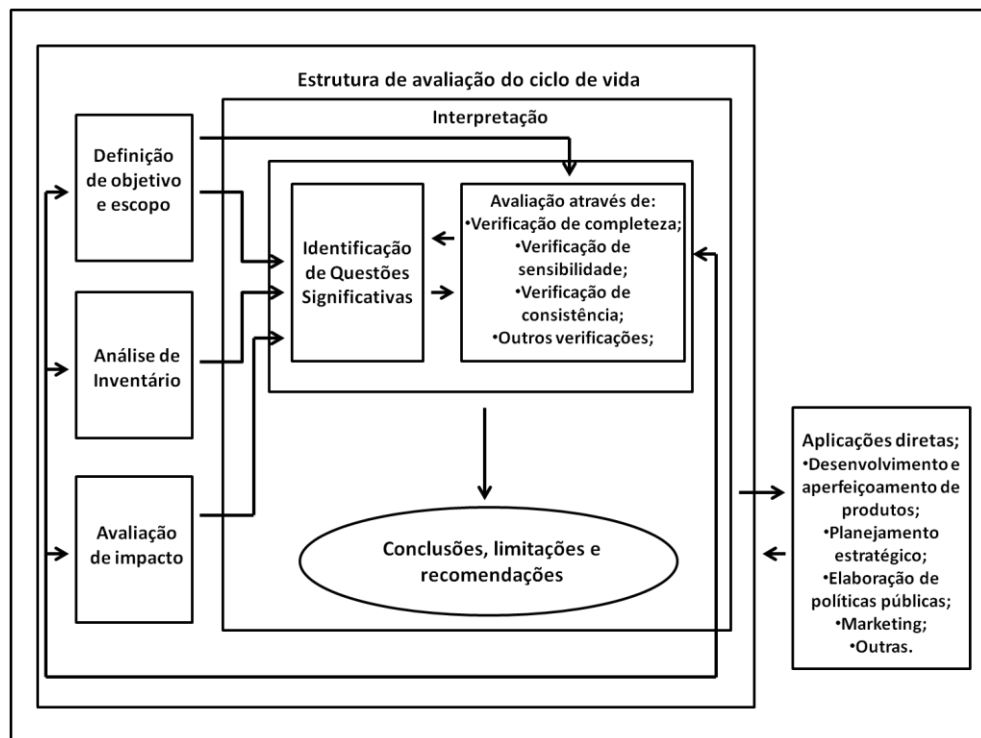 Estrutura de avaliação do ciclo de vida
Interpretação
Definição
de objetivo
e escopo
Análise de
Inventário
Avaliação
de impacto
Identificação
de Questões
Significativas
Avaliação através de:
•Verificação de completeza;
•Verificação de
sensibilidade;
•Verificação de
consistência;
•Outros verificações;
Conclusões, limitações e
recomendações
Aplicações diretas;
•Desenvolvimento e
aperfeiçoamento de
produtos;
•Planejamento
estratégico;
•Elaboração de
políticas públicas;
•Marketing;
•Outras.